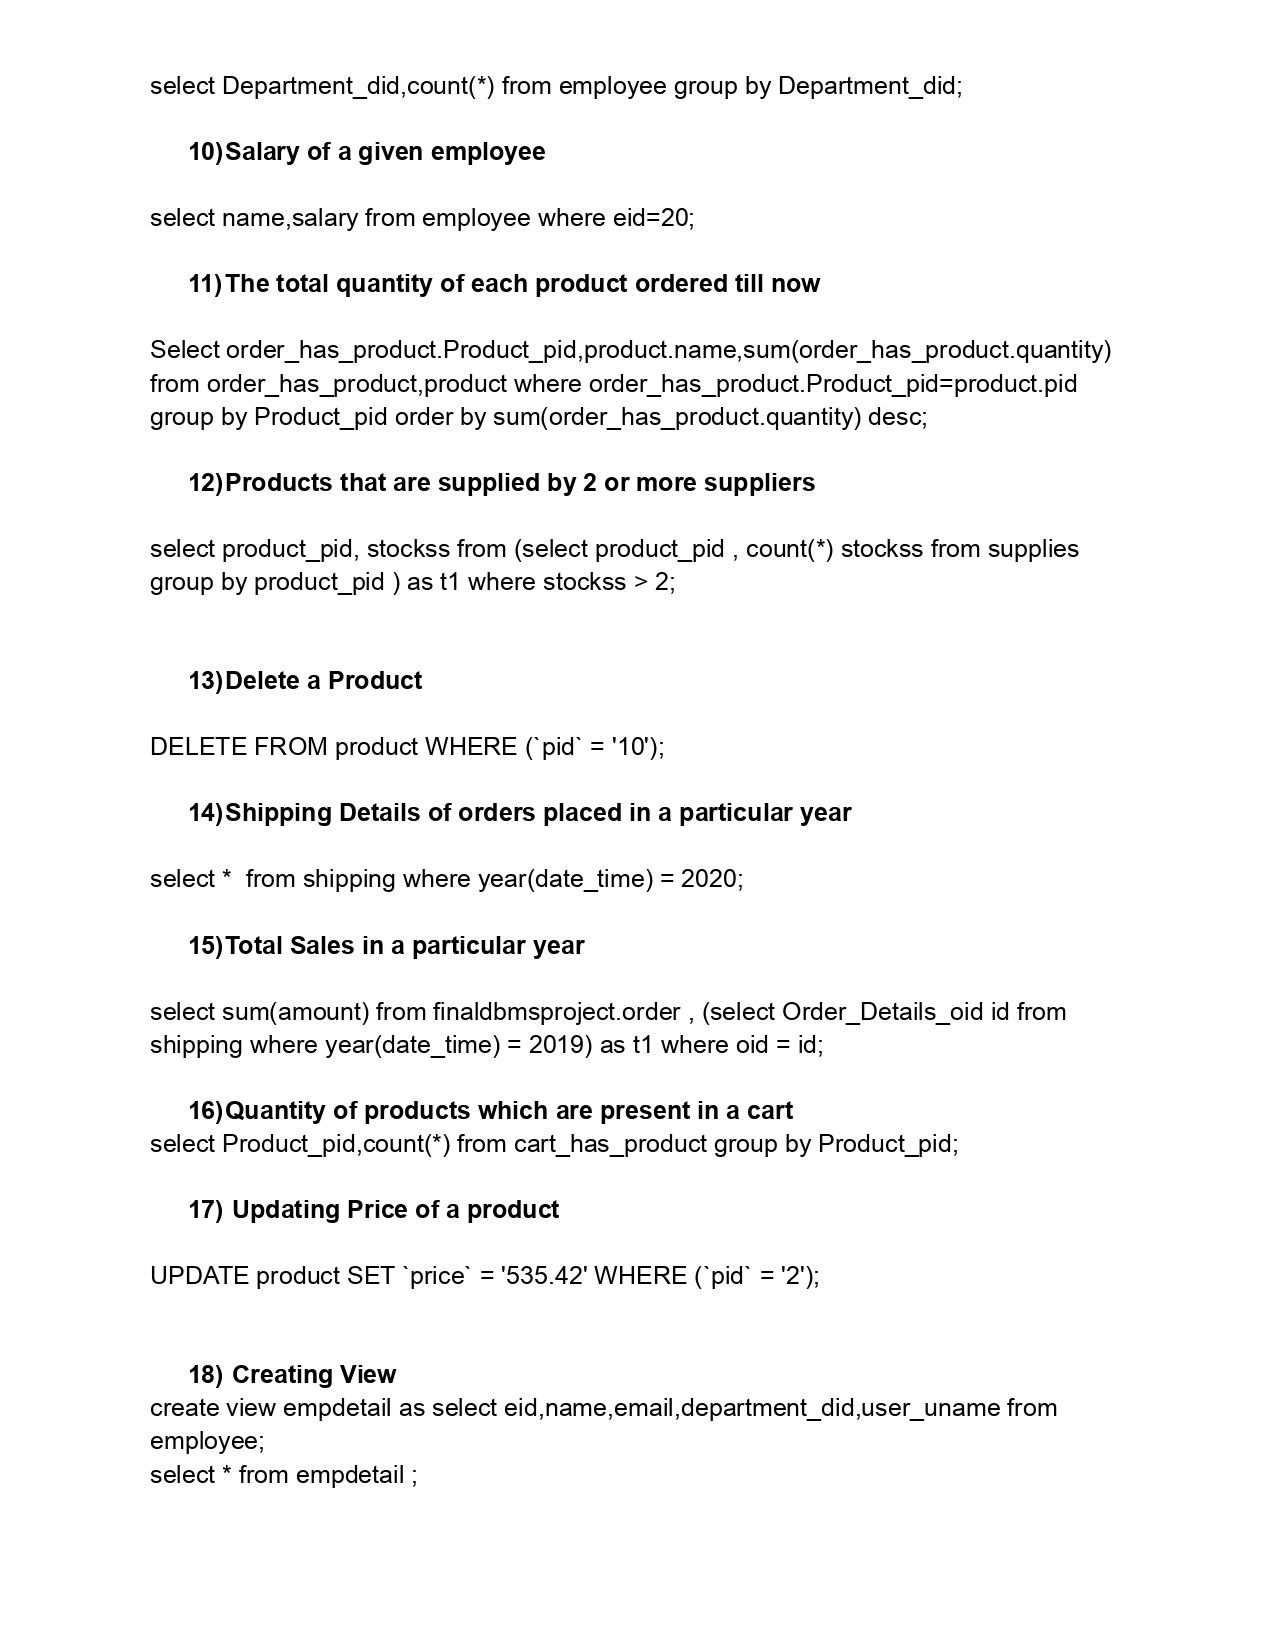 select Department_did,count(*) from employee group by Department_did;
10)Salary of a given employee
select name,salary from employee where eid=20;
11)The total quantity of each product ordered till now
Select order_has_product.Product_pid,product.name,sum(order_has_product.quantity)
from order_has_product,product where order_has_product.Product_pid=product.pid
group by Product_pid order by sum(order_has_product.quantity) desc;
12)Products that are supplied by 2 or more suppliers
select product_pid, stockss from (select product_pid , count(*) stockss from supplies
group by product_pid ) as t1 where stockss > 2;
13)Delete a Product
DELETE FROM product WHERE (`pid` = '10');
14)Shipping Details of orders placed in a particular year
select *  from shipping where year(date_time) = 2020;
15)Total Sales in a particular year
select sum(amount) from finaldbmsproject.order , (select Order_Details_oid id from
shipping where year(date_time) = 2019) as t1 where oid = id;
16)Quantity of products which are present in a cart
select Product_pid,count(*) from cart_has_product group by Product_pid;
17) Updating Price of a product
UPDATE product SET `price` = '535.42' WHERE (`pid` = '2');
18) Creating View
create view empdetail as select eid,name,email,department_did,user_uname from
employee;
select * from empdetail ;